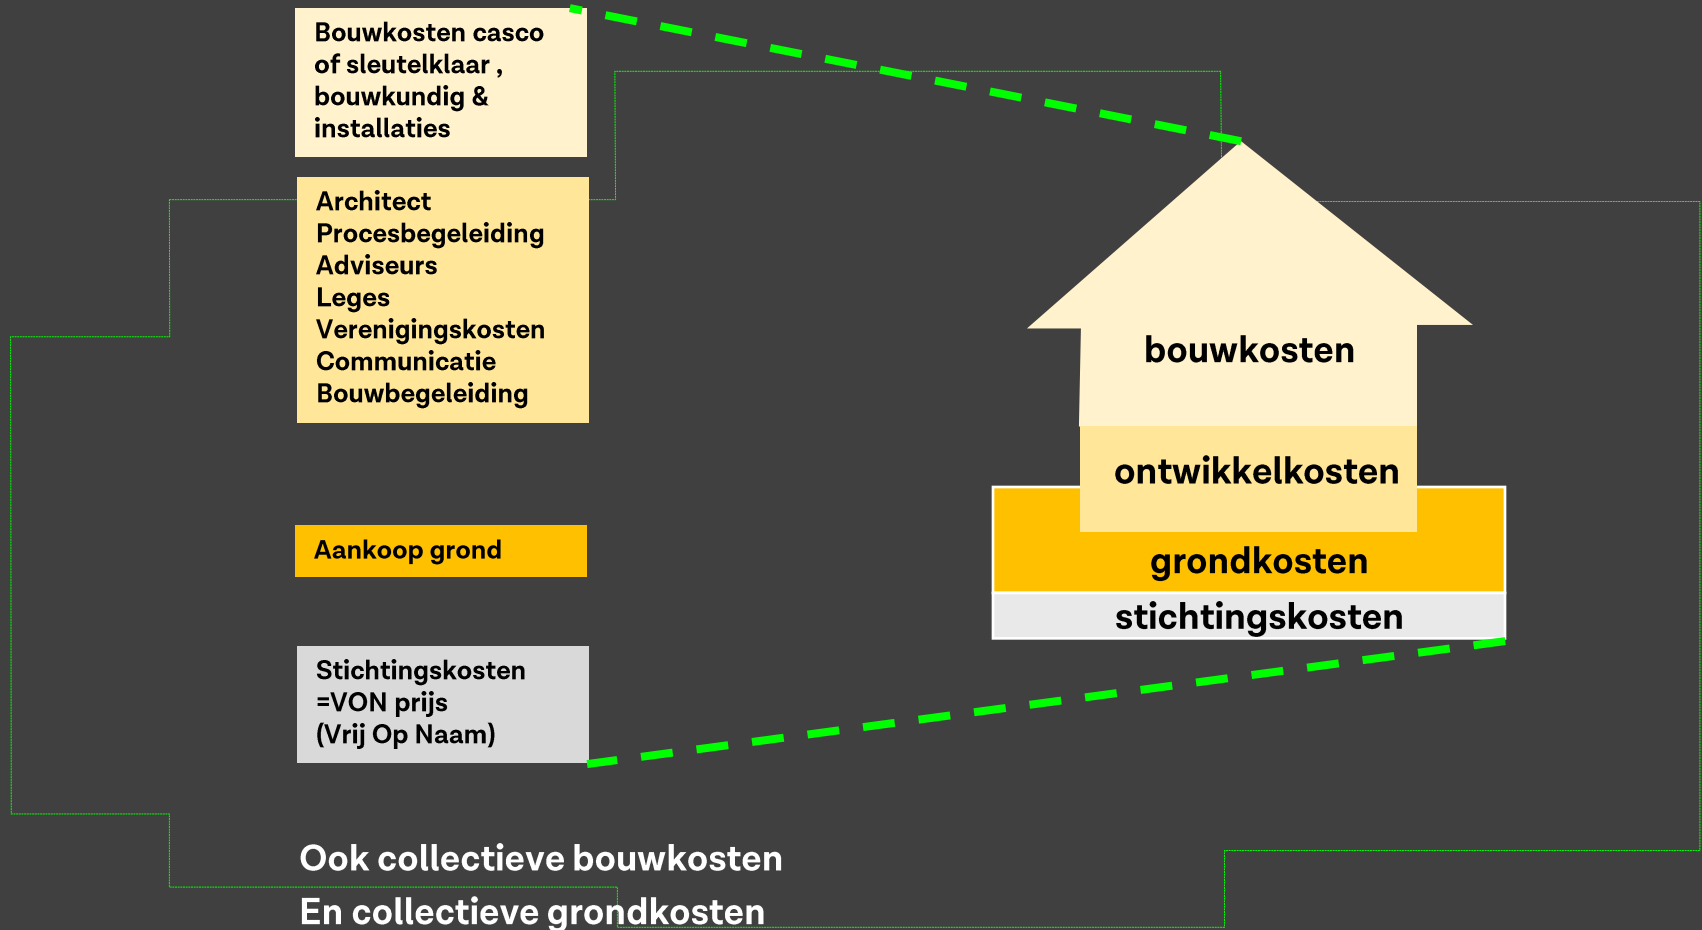 Bouwkosten casco
of sleutelklaar ,
bouwkundig &
installaties
Architect
Procesbegeleiding
Adviseurs
Leges
Verenigingskosten
Communicatie
Bouwbegeleiding
Aankoop grond
Stichtingskosten
=VON prijs
(Vrij Op Naam)
bouwkosten
ontwikkelkosten
grondkosten
stichtingskosten
Ook collectieve bouwkosten
En collectieve grondkosten